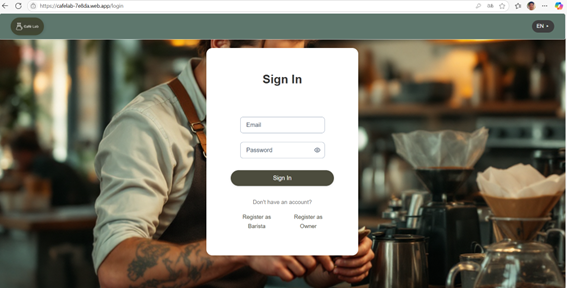 https://cafelab-7e8da.web.app/login
Café Lab
EN
Sign In
Email
Password
Sign In
Don't have an account?
Register as Barista
Register as Owner